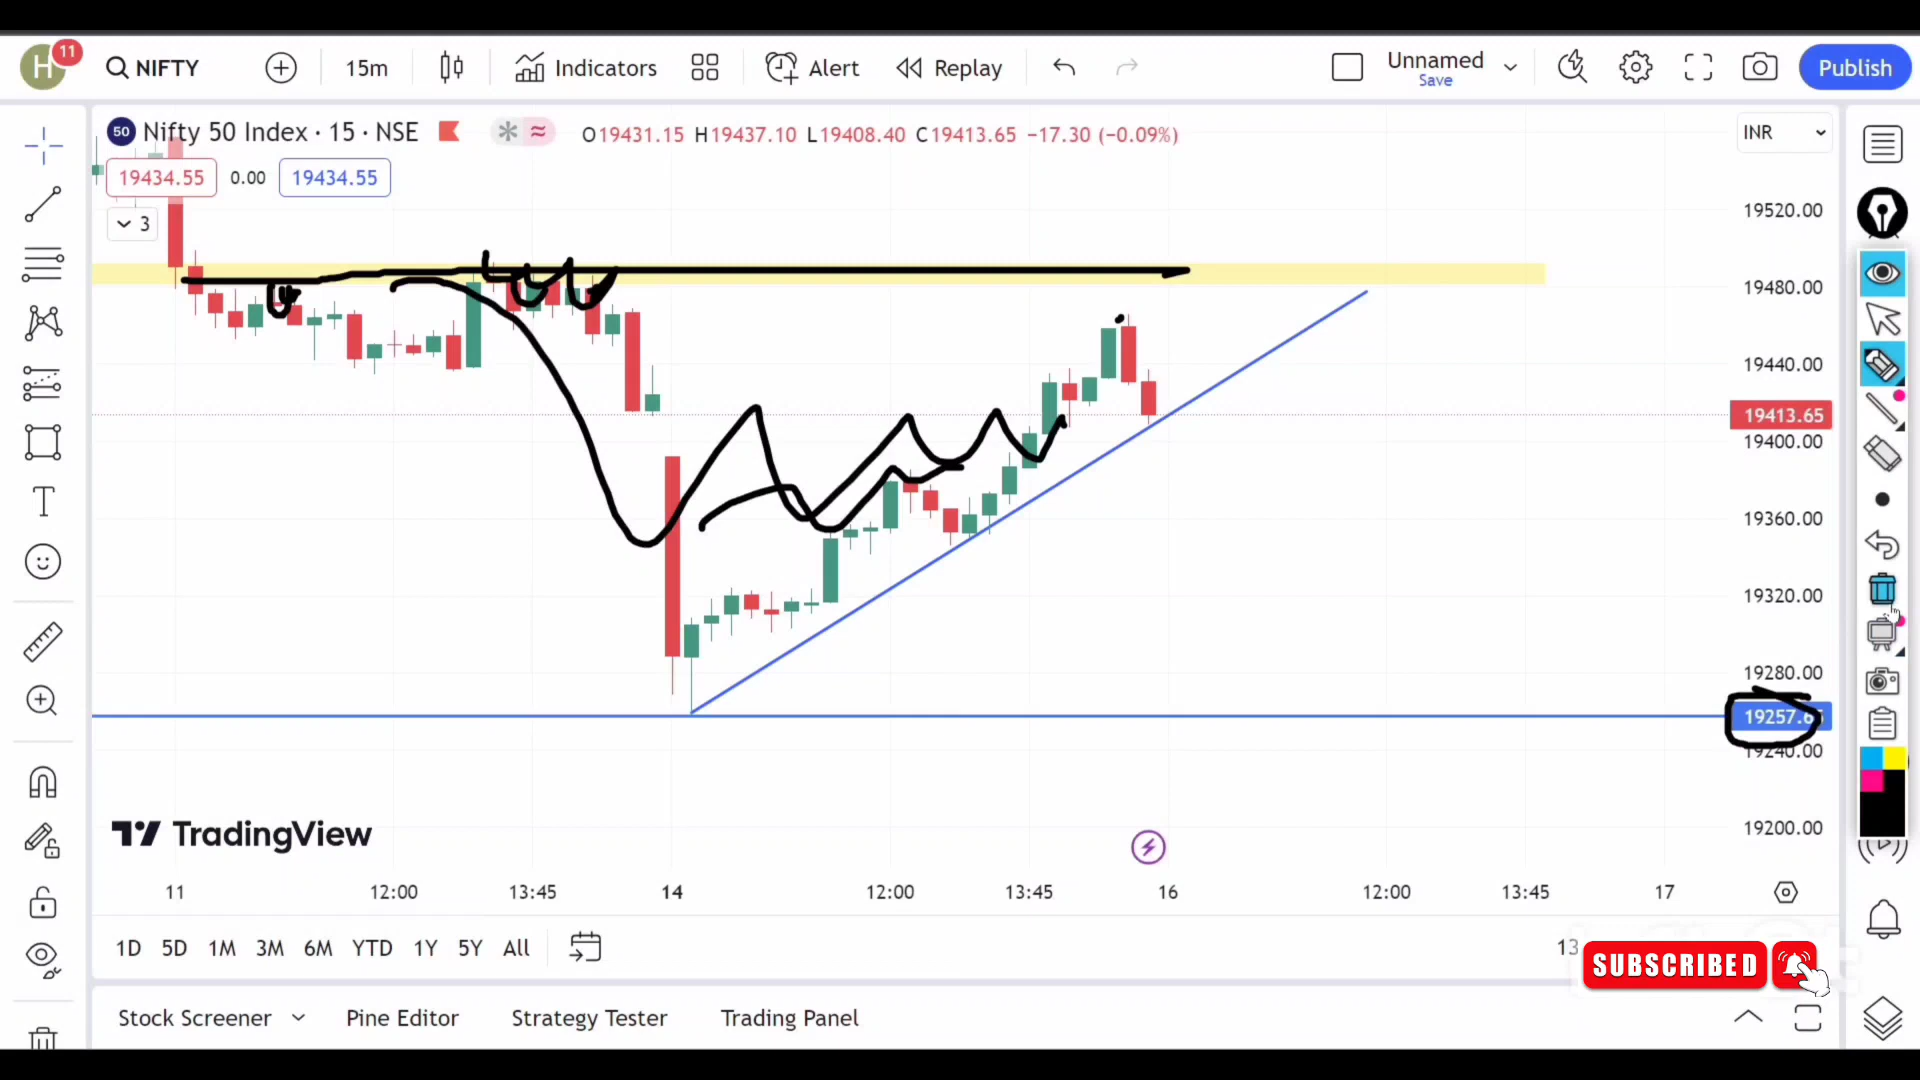 H 11 NIFTY 15m Indicators Alert Replay Unnamed Save Publish
50 Nifty 50 Index · 15 · NSE O19431.15 H19437.10 L19408.40 C19413.65 −17.30 (−0.09%) INR
19434.55 0.00 19434.55
3
19520.00
19480.00
19440.00
19413.65
19400.00
19360.00
19320.00
19280.00
19240.00
19200.00
TradingView
11 12:00 13:45 14 12:00 13:45 16 12:00 13:45 17
1D 5D 1M 3M 6M YTD 1Y 5Y All 13
SUBSCRIBED
Stock Screener Pine Editor Strategy Tester Trading Panel